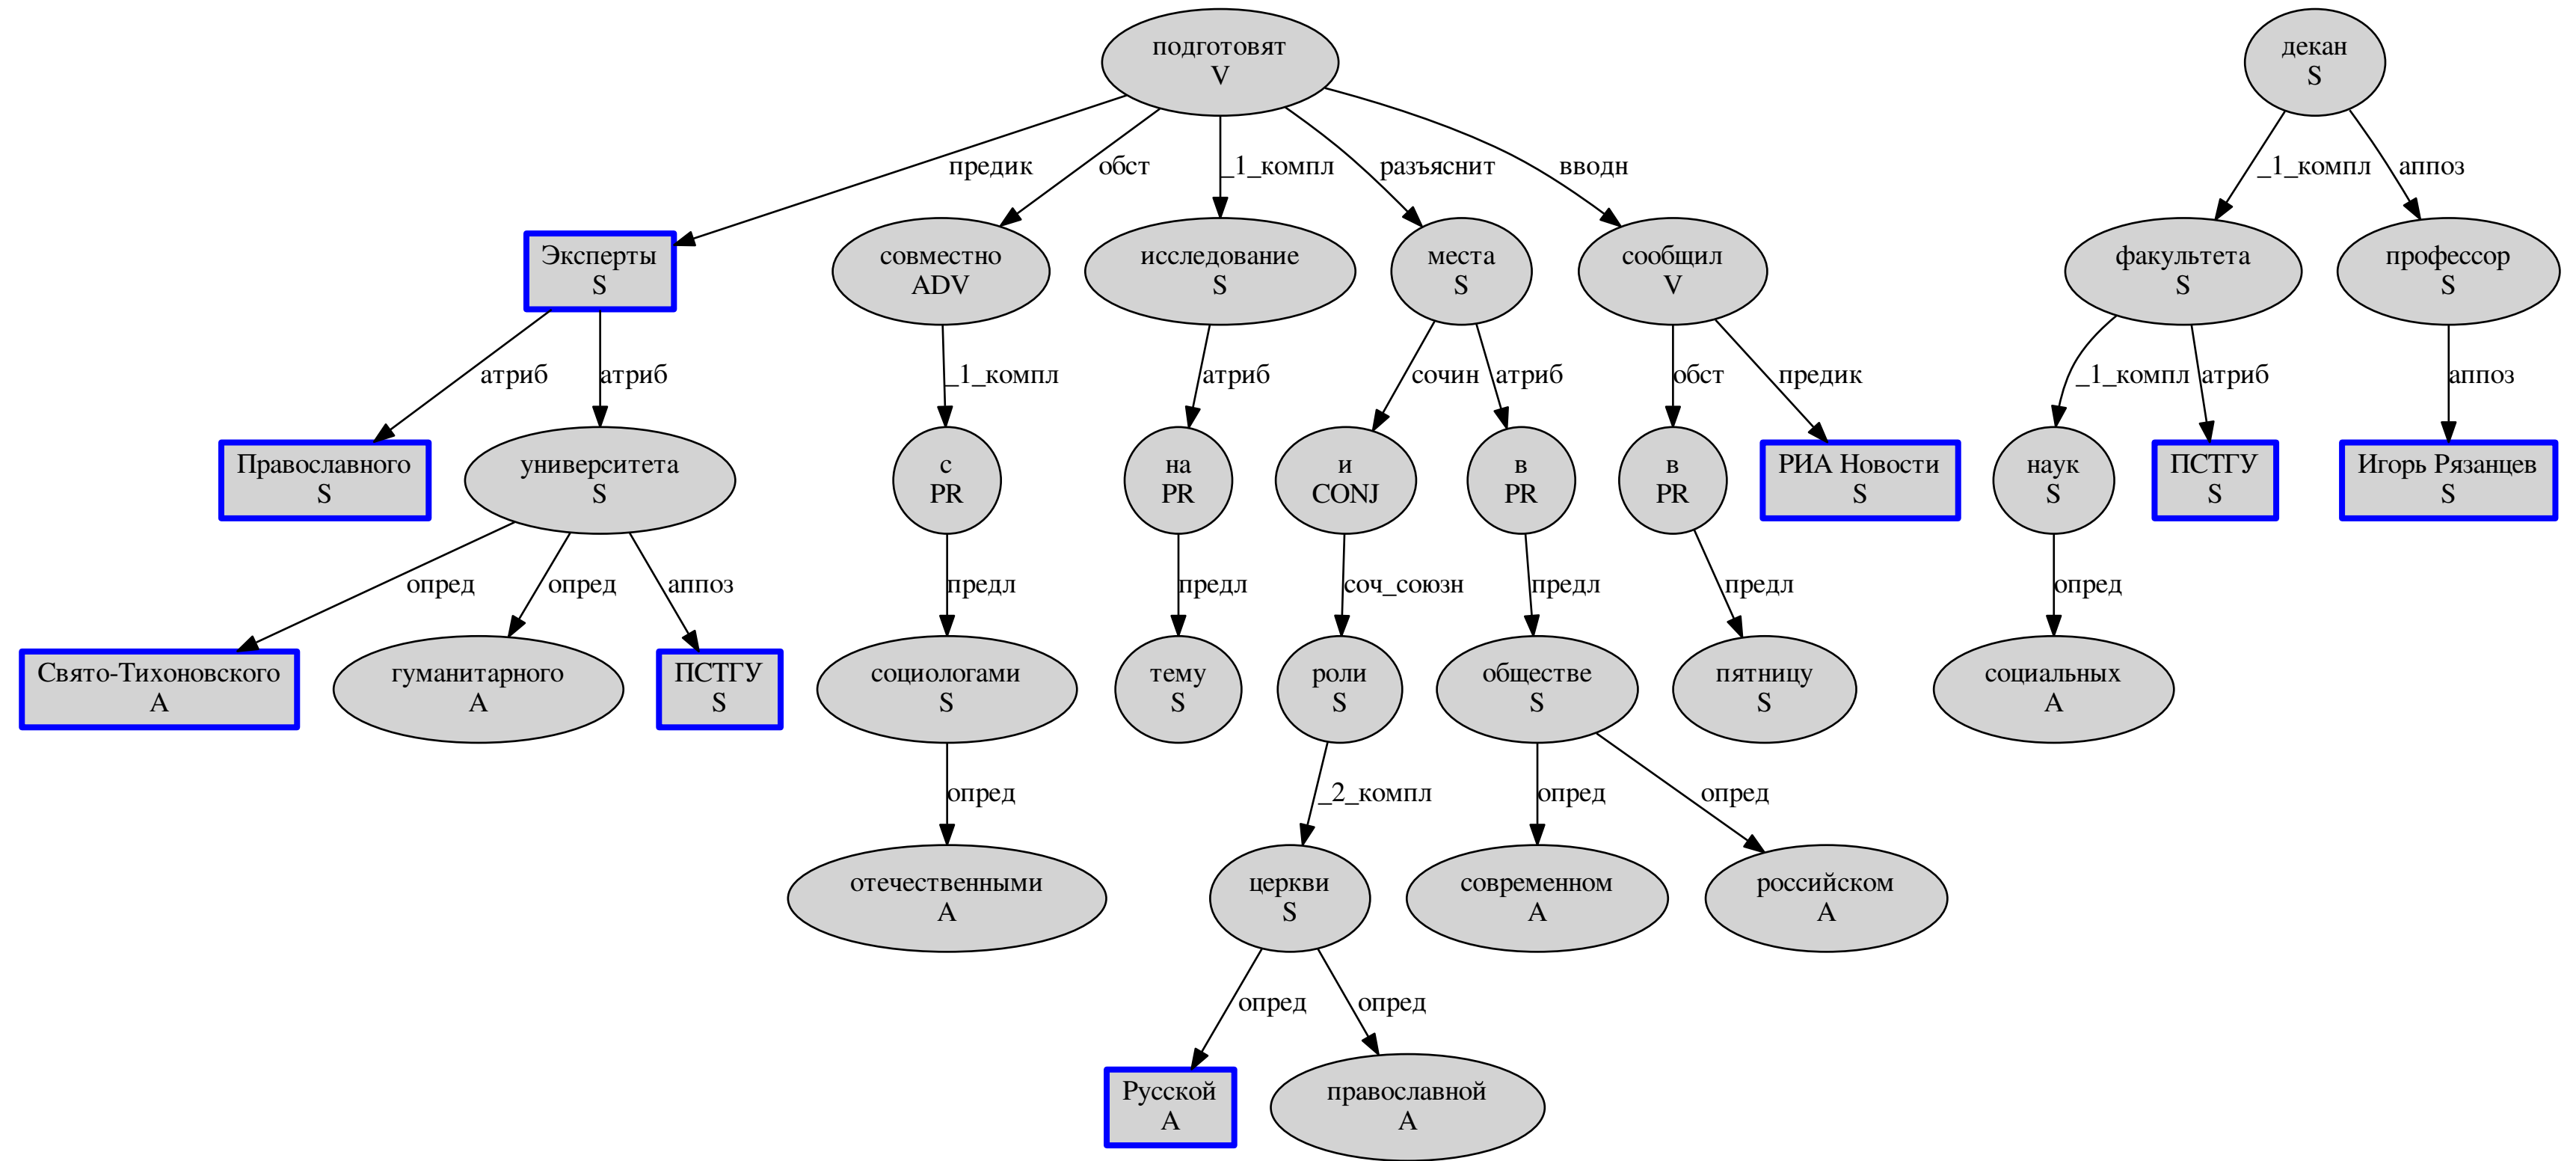 подготовят
V
декан
S
предик
обст
_1_компл
разъяснит
вводн
_1_компл
аппоз
Эксперты
S
совместно
ADV
исследование
S
места
S
сообщил
V
факультета
S
профессор
S
атриб
атриб
_1_компл
атриб
сочин
атриб
обст
предик
_1_компл
атриб
аппоз
Православного
S
университета
S
с
PR
на
PR
и
CONJ
в
PR
в
PR
РИА Новости
S
наук
S
ПСТГУ
S
Игорь Рязанцев
S
опред
опред
аппоз
предл
предл
соч_союзн
предл
предл
опред
Свято-Тихоновского
A
гуманитарного
A
ПСТГУ
S
социологами
S
тему
S
роли
S
обществе
S
пятницу
S
социальных
A
опред
_2_компл
опред
опред
отечественными
A
церкви
S
современном
A
российском
A
опред
опред
Русской
A
православной
A